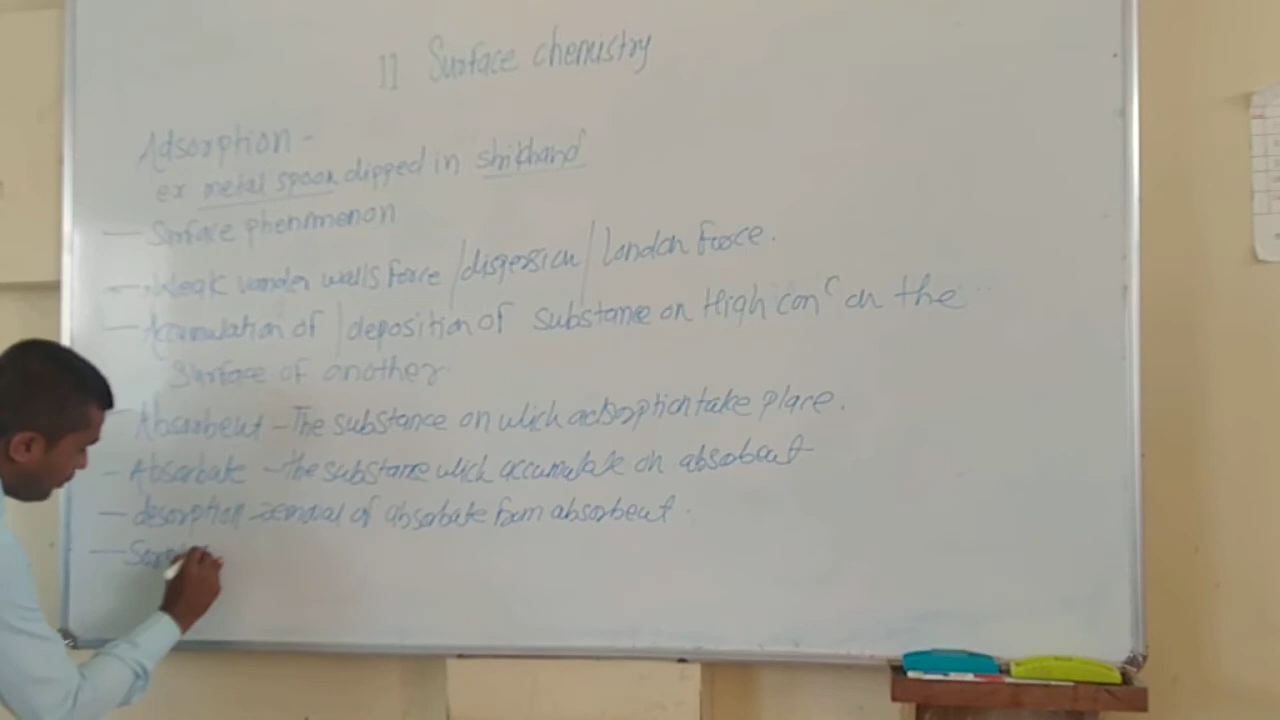 11 Surface chemistry
Adsorption -
ex metal spoon dipped in shikhand
— Surface phenmenon
— Weak vander walls force / dispersion / london force.
— Accumulation of / deposition of substance on High conc on the
Surface of another
- Absorbent - The substance on which adsorption take place.
- Absorbate - the substance which accumulate on absobent
— desorption - removal of absorbate from absorbent.
—